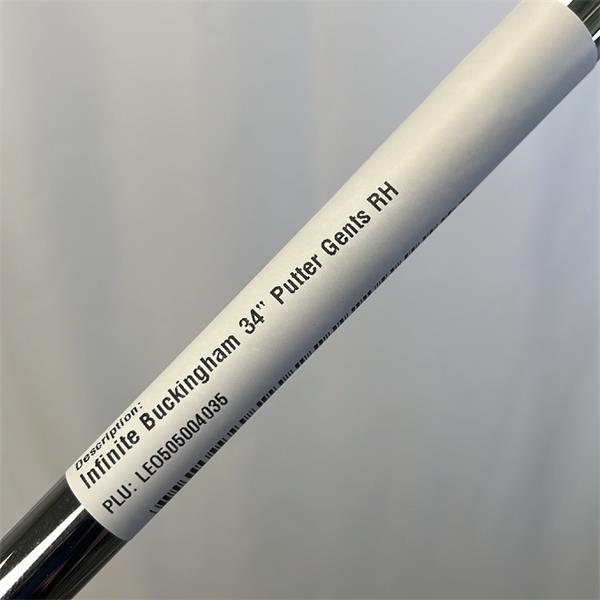 Description:
Infinite Buckingham 34" Putter Gents RH
PLU: LEO505004035